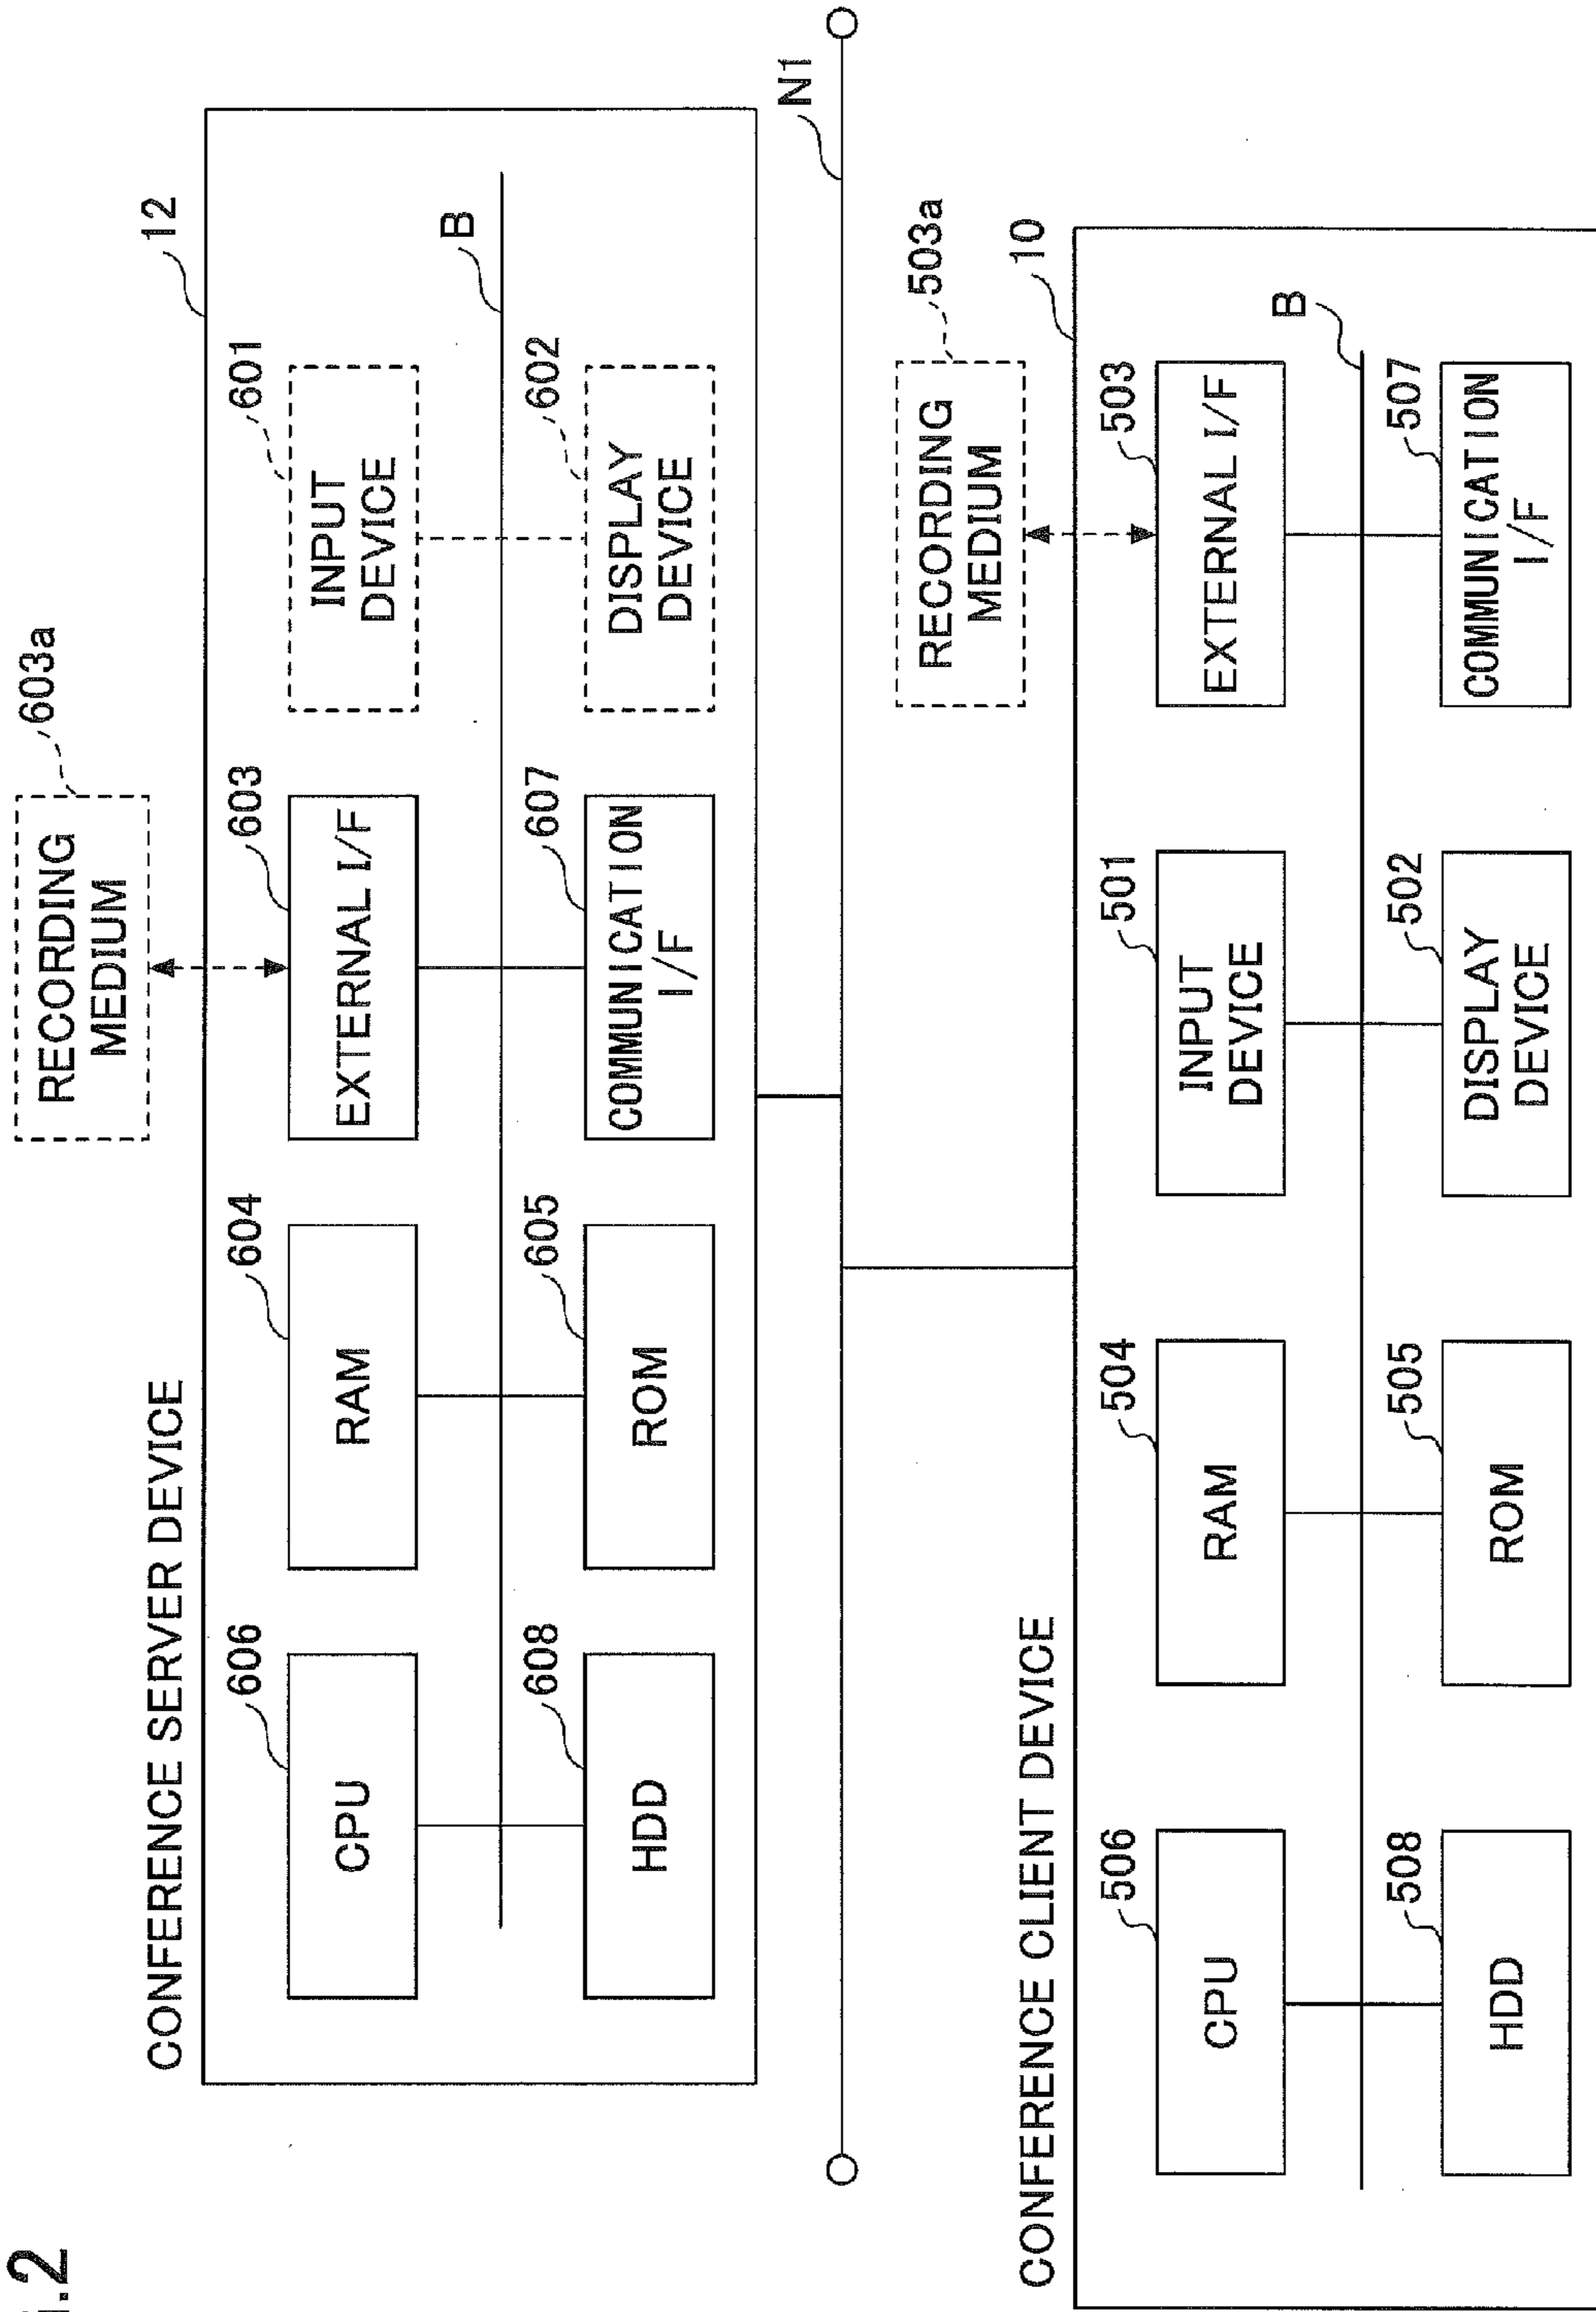 .2
RECORDING
MEDIUM
603a
CONFERENCE SERVER DEVICE
12
606
604
603
601
CPU
RAM
EXTERNAL I/F
INPUT
DEVICE
B
608
605
607
602
HDD
ROM
COMMUNICATION
I/F
DISPLAY
DEVICE
N1
RECORDING
MEDIUM
503a
CONFERENCE CLIENT DEVICE
10
506
504
501
503
CPU
RAM
INPUT
DEVICE
EXTERNAL I/F
B
508
505
502
507
HDD
ROM
DISPLAY
DEVICE
COMMUNICATION
I/F